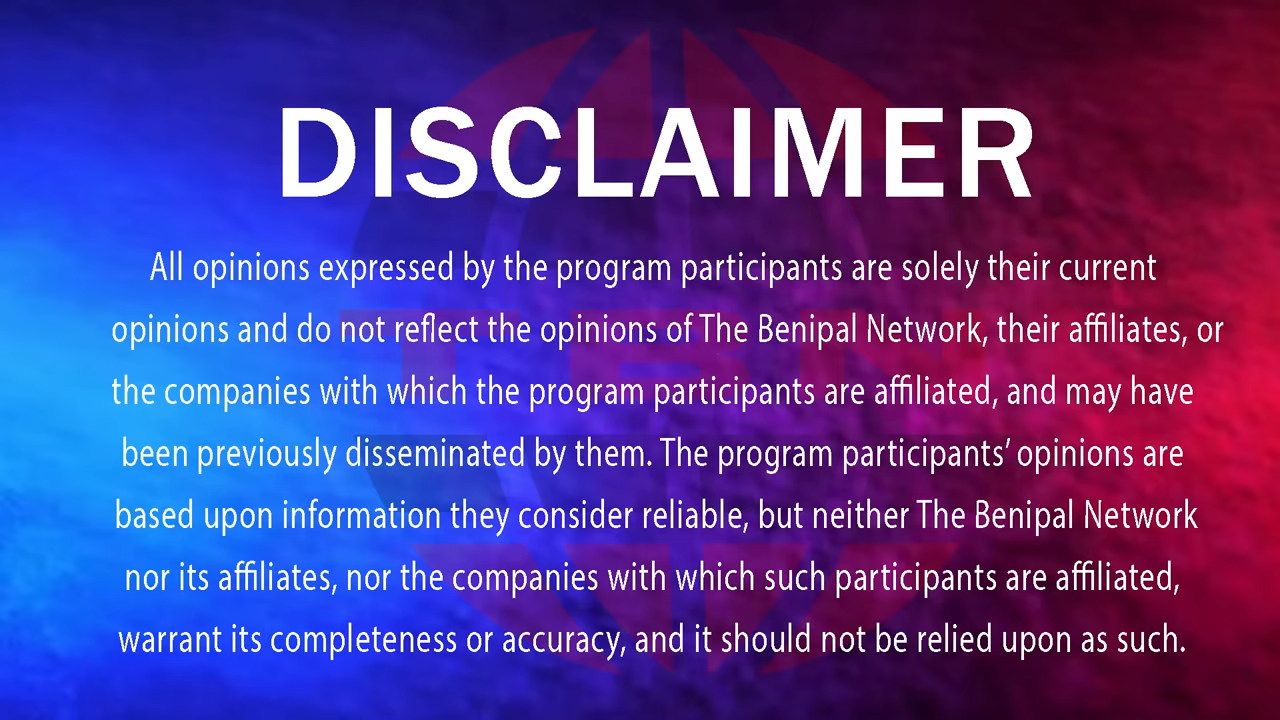 DISCLAIMER
All opinions expressed by the program participants are solely their current
opinions and do not reflect the opinions of The Benipal Network, their affiliates, or
the companies with which the program participants are affiliated, and may have
been previously disseminated by them. The program participants’ opinions are
based upon information they consider reliable, but neither The Benipal Network
nor its affiliates, nor the companies with which such participants are affiliated,
warrant its completeness or accuracy, and it should not be relied upon as such.